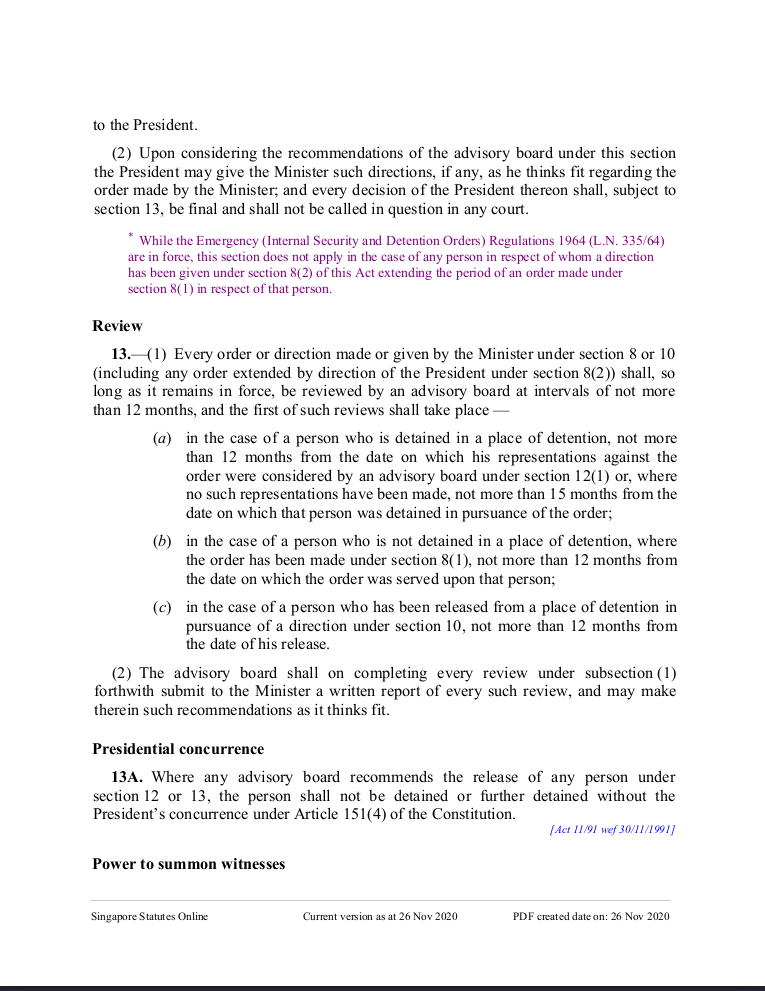 to the President.
(2) Upon considering the recommendations of the advisory board under this section
the President may give the Minister such directions, if any, as he thinks fit regarding the
order made by the Minister; and every decision of the President thereon shall, subject to
section 13, be final and shall not be called in question in any court.
* While the Emergency (Internal Security and Detention Orders) Regulations 1964 (L.N. 335/64)
are in force, this section does not apply in the case of any person in respect of whom a direction
has been given under section 8(2) of this Act extending the period of an order made under
section 8(1) in respect of that person.
Review
13.—(1) Every order or direction made or given by the Minister under section 8 or 10
(including any order extended by direction of the President under section 8(2)) shall, so
long as it remains in force, be reviewed by an advisory board at intervals of not more
than 12 months, and the first of such reviews shall take place —
(a) in the case of a person who is detained in a place of detention, not more
than 12 months from the date on which his representations against the
order were considered by an advisory board under section 12(1) or, where
no such representations have been made, not more than 15 months from the
date on which that person was detained in pursuance of the order;
(b) in the case of a person who is not detained in a place of detention, where
the order has been made under section 8(1), not more than 12 months from
the date on which the order was served upon that person;
(c) in the case of a person who has been released from a place of detention in
pursuance of a direction under section 10, not more than 12 months from
the date of his release.
(2) The advisory board shall on completing every review under subsection (1)
forthwith submit to the Minister a written report of every such review, and may make
therein such recommendations as it thinks fit.
Presidential concurrence
13A. Where any advisory board recommends the release of any person under
section 12 or 13, the person shall not be detained or further detained without the
President's concurrence under Article 151(4) of the Constitution.
[Act 11/91 wef 30/11/1991]
Power to summon witnesses
Singapore Statutes Online Current version as at 26 Nov 2020 PDF created date on: 26 Nov 2020